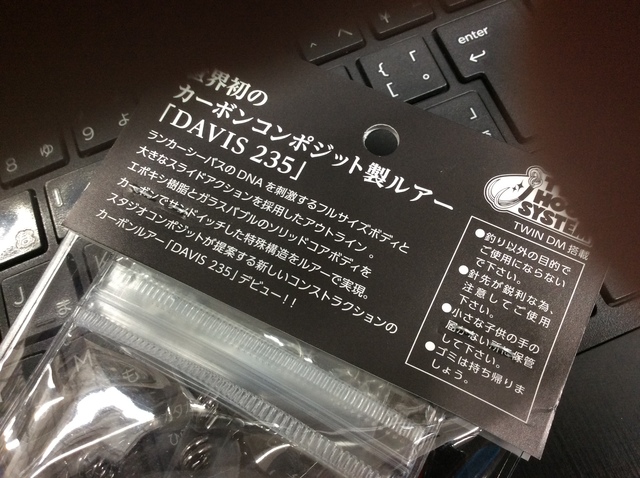 世界初の
カーボンコンポジット製ルアー
「DAVIS 235」
ランカーシーバスのDNAを刺激するフルサイズボディと
大きなスライドアクションを採用したアウトライン。
エポキシ樹脂とガラスバブルのソリッドコアボディを
カーボンでサンドイッチした特殊構造をルアーで実現。
スタジオコンポジットが提案する新しいコンストラクションの
カーボンルアー「DAVIS 235」デビュー!!
SYSTEM
TWIN DM 搭載
●釣り以外の目的で
ご使用にならない
で下さい。
●針先が鋭利な為、
注意してご使用
下さい。
●小さな子供の手の
届かない所に保管
して下さい。
●ゴミは持ち帰りま
しょう。
enter
8 ゆ
9 よ
J
ま
M